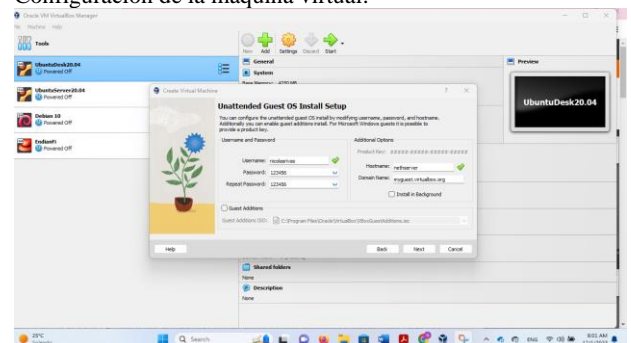 Configuración de la máquina virtual.
Oracle VM VirtualBox Manager
File Machine Help
Tools
New Add Settings Discard Start
UbuntuDesk20.04
Powered Off
UbuntuServer20.04
Powered Off
Debian 10
Powered Off
Endian
Powered Off
General
System
Preview
UbuntuDesk20.04
Create Virtual Machine
Unattended Guest OS Install Setup
You can configure the unattended guest OS install by modifying username, password, and hostname.
Additionally you can enable guest additions install. For Microsoft Windows guests it is possible to
provide a product key.
Username and Password
Additional Options
Product Key: #####-#####-#####-#####-#####
Username:
Hostname: nethserver
Password: 123456
Domain Name: myguest.virtualbox.org
Repeat Password: 123456
Install in Background
Guest Additions
Guest Additions ISO: C:\Program Files\Oracle\VirtualBox\VBoxGuestAdditions.iso
Help
Back Next Cancel
Shared folders
None
Description
None
29°C
Search
ENG
8:01 AM